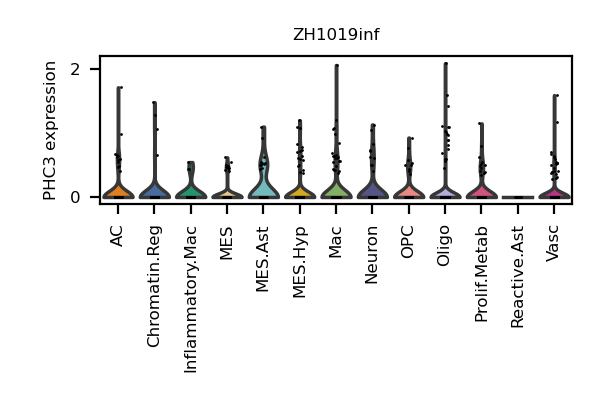 ZH1019inf
PHC3 expression
2
0
AC
Chromatin.Reg
Inflammatory.Mac
MES
MES.Ast
MES.Hyp
Mac
Neuron
OPC
Oligo
Prolif.Metab
Reactive.Ast
Vasc